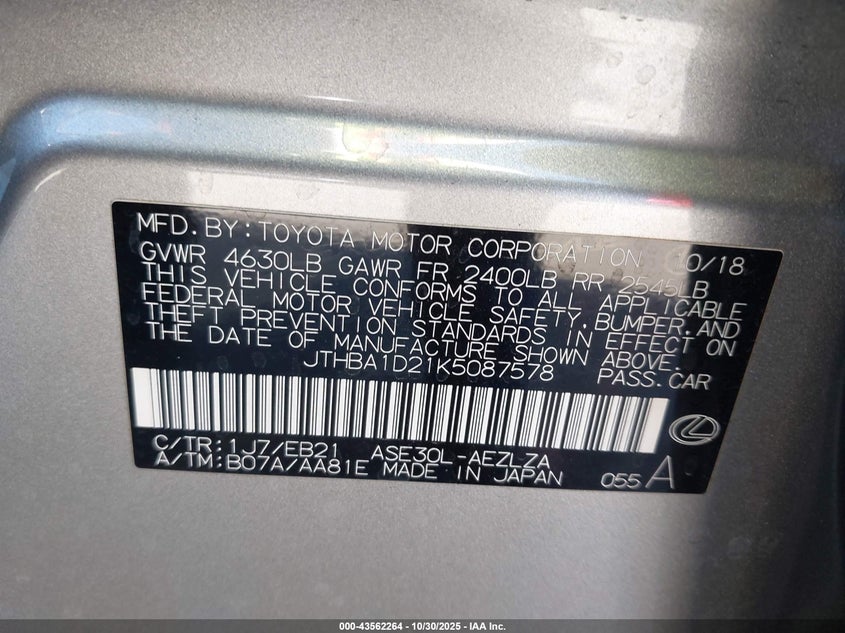 MFD. BY: TOYOTA MOTOR CORPORATION 10/18
GVWR 4630LB GAWR FR 2400LB RR 2545LB
THIS VEHICLE CONFORMS TO ALL APPLICABLE
FEDERAL MOTOR VEHICLE SAFETY, BUMPER, AND
THEFT PREVENTION STANDARDS IN EFFECT ON
THE DATE OF MANUFACTURE SHOWN ABOVE.
JTHBA1D21K5087578 PASS. CAR
C/TR: 1J7/EB21 ASE30L-AEZLZA
A/TM: B07A/AA81E MADE IN JAPAN 055 A
000-43562264 - 10/30/2025 - IAA Inc.